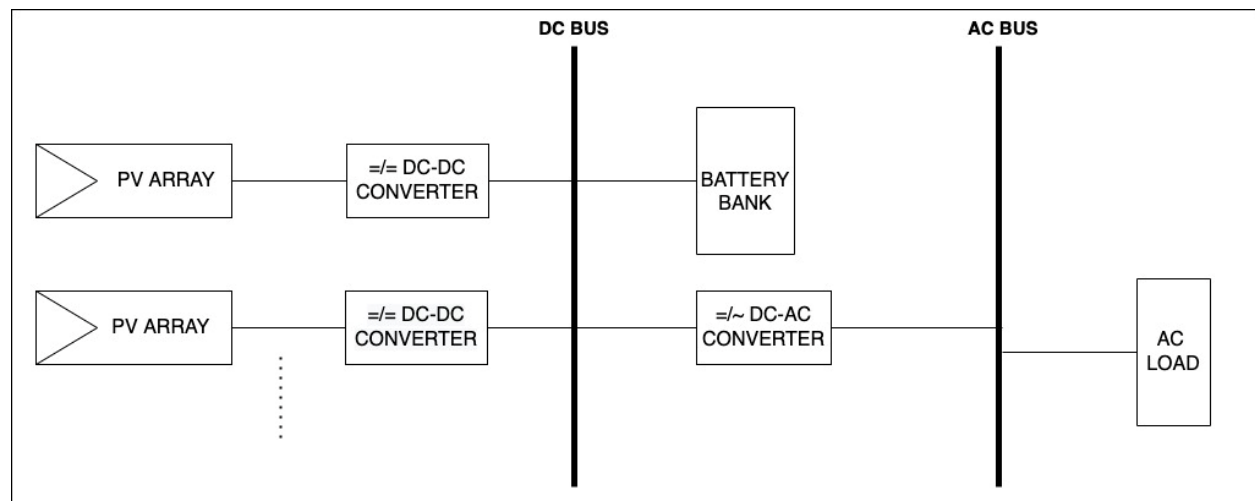 DC BUS
AC BUS
PV ARRAY
=/= DC-DC
CONVERTER
BATTERY
BANK
PV ARRAY
=/= DC-DC
CONVERTER
=/~ DC-AC
CONVERTER
AC
LOAD